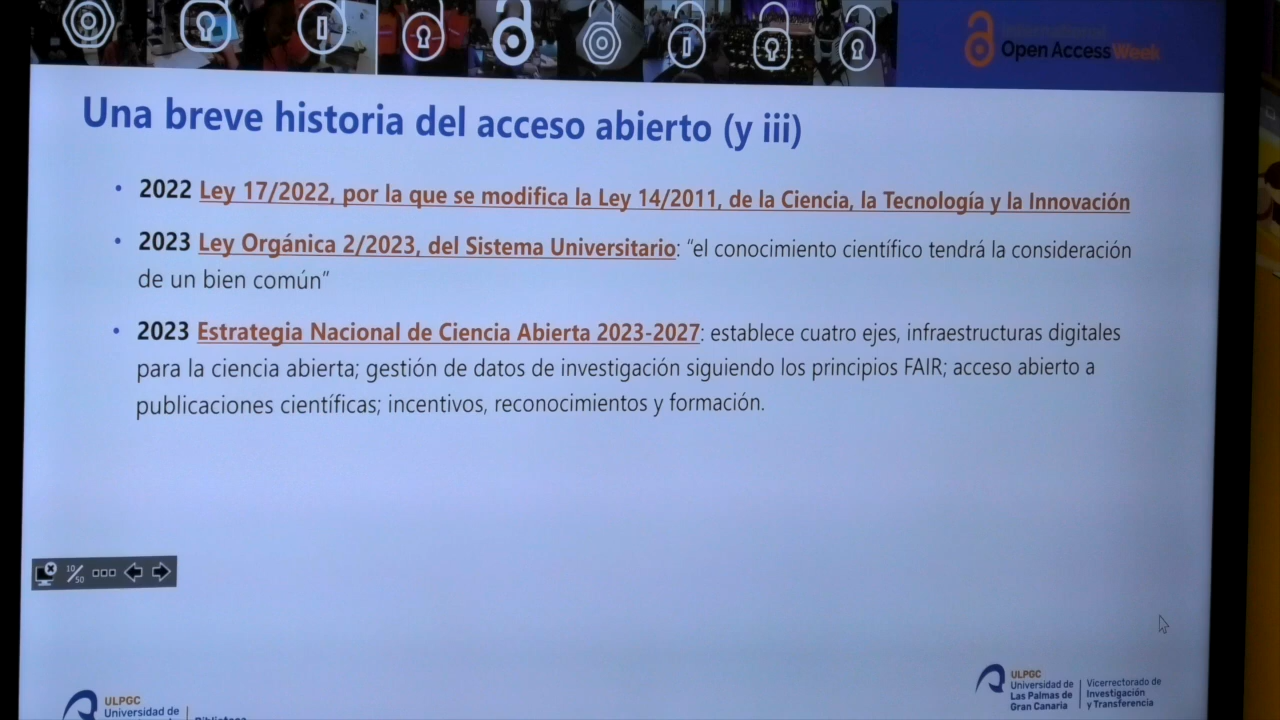 International
Open Access Week
Una breve historia del acceso abierto (y iii)
• 2022 Ley 17/2022, por la que se modifica la Ley 14/2011, de la Ciencia, la Tecnología y la Innovación
• 2023 Ley Orgánica 2/2023, del Sistema Universitario: “el conocimiento científico tendrá la consideración
de un bien común”
• 2023 Estrategia Nacional de Ciencia Abierta 2023-2027: establece cuatro ejes, infraestructuras digitales
para la ciencia abierta; gestión de datos de investigación siguiendo los principios FAIR; acceso abierto a
publicaciones científicas; incentivos, reconocimientos y formación.
10/50
ULPGC
Universidad de
Biblioteca
ULPGC
Universidad de
Las Palmas de
Gran Canaria
Vicerrectorado de
Investigación
y Transferencia